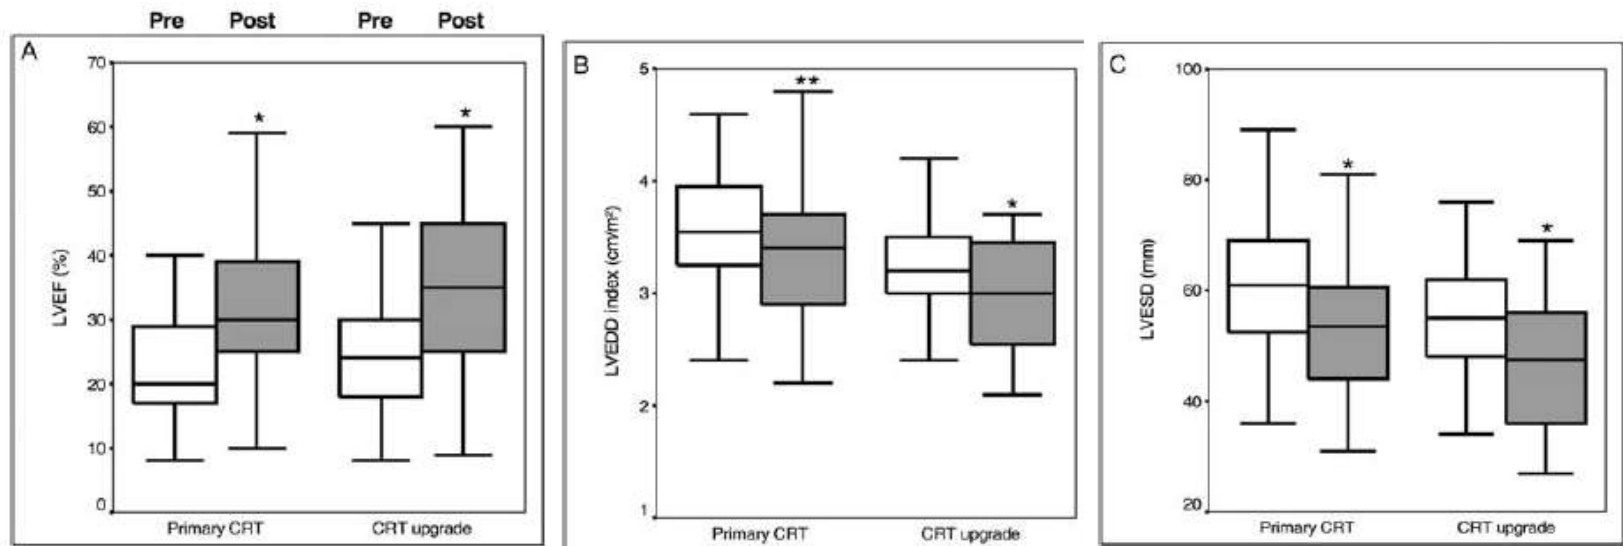 Pre Post Pre Post
A
70
60
50
40
30
20
10
0
LVEF (%)
* *
Primary CRT CRT upgrade
B
5
4
3
2
1
LVEDD index (cm/m²)
** *
Primary CRT CRT upgrade
C
100
80
60
40
20
LVESD (mm)
* *
Primary CRT CRT upgrade